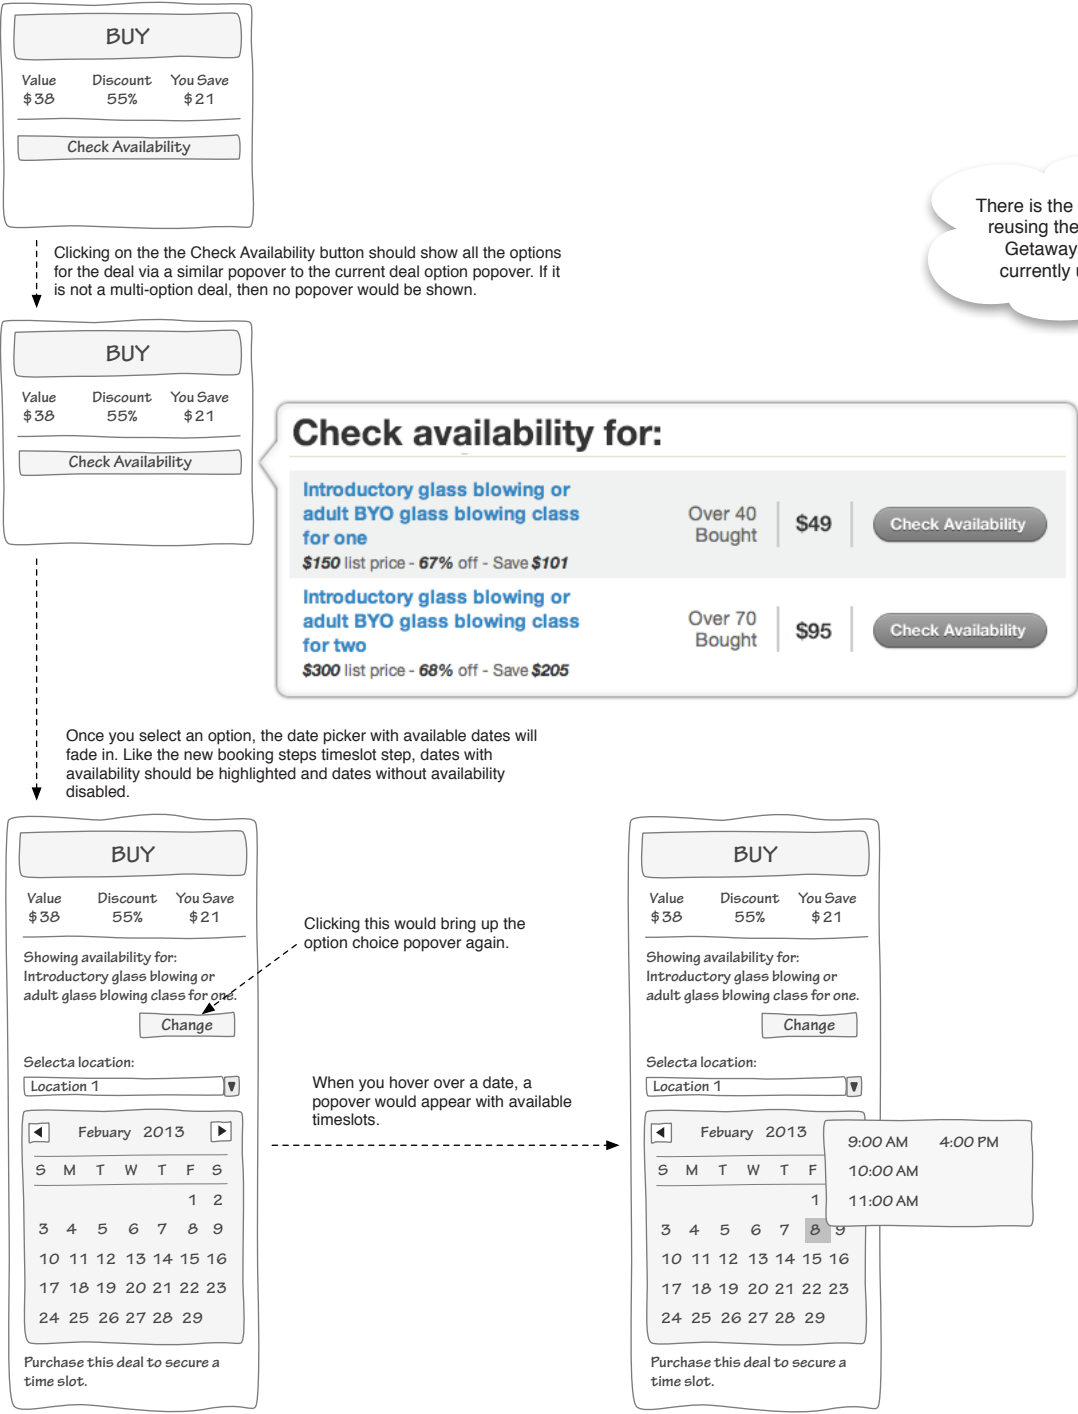 BUY
Value Discount You Save
$38 55% $21
Check Availability
There is the
reusing the
Getaway
currently
Clicking on the the Check Availability button should show all the options
for the deal via a similar popover to the current deal option popover. If it
is not a multi-option deal, then no popover would be shown.
BUY
Value Discount You Save
$38 55% $21
Check Availability
Check availability for:
Introductory glass blowing or
adult BYO glass blowing class
for one
$150 list price - 67% off - Save $101
Over 40
Bought
$49
Check Availability
Introductory glass blowing or
adult BYO glass blowing class
for two
$300 list price - 68% off - Save $205
Over 70
Bought
$95
Check Availability
Once you select an option, the date picker with available dates will
fade in. Like the new booking steps timeslot step, dates with
availability should be highlighted and dates without availability
disabled.
BUY
Value Discount You Save
$38 55% $21
Showing availability for:
Introductory glass blowing or
adult glass blowing class for one.
Change
Selecta location:
Location 1
Febuary 2013
S M T W T F S
1 2
3 4 5 6 7 8 9
10 11 12 13 14 15 16
17 18 19 20 21 22 23
24 25 26 27 28 29
Purchase this deal to secure a
time slot.
Clicking this would bring up the
option choice popover again.
When you hover over a date, a
popover would appear with available
timeslots.
BUY
Value Discount You Save
$38 55% $21
Showing availability for:
Introductory glass blowing or
adult glass blowing class for one.
Change
Selecta location:
Location 1
Febuary 2013
S M T W T F
1
3 4 5 6 7 8 9
10 11 12 13 14 15 16
17 18 19 20 21 22 23
24 25 26 27 28 29
9:00 AM 4:00 PM
10:00 AM
11:00 AM
Purchase this deal to secure a
time slot.